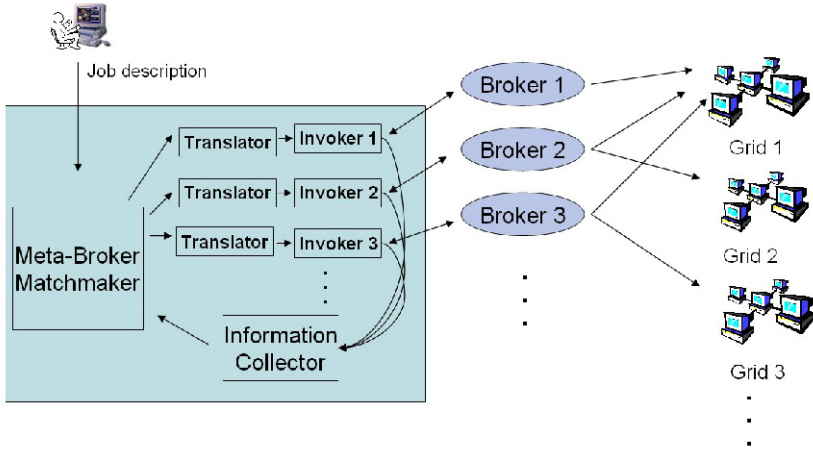 Job description
Translator
Invoker 1
Translator
Invoker 2
Translator
Invoker 3
Meta-Broker
Matchmaker
Information
Collector
Broker 1
Broker 2
Broker 3
Grid 1
Grid 2
Grid 3